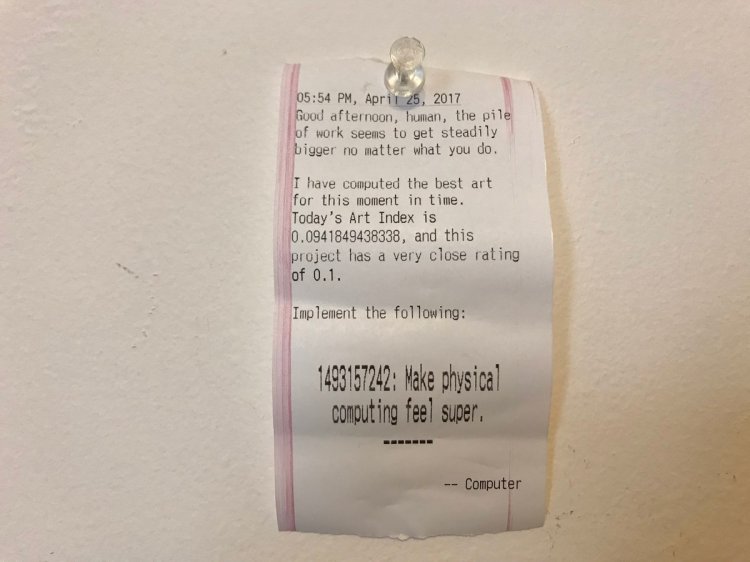 05:54 PM, April 25, 2017
Good afternoon, human, the pile
of work seems to get steadily
bigger no matter what you do.
I have computed the best art
for this moment in time.
Today's Art Index is
0.0941849438338, and this
project has a very close rating
of 0.1.
Implement the following:
1493157242: Make physical
computing feel super.
-------
-- Computer